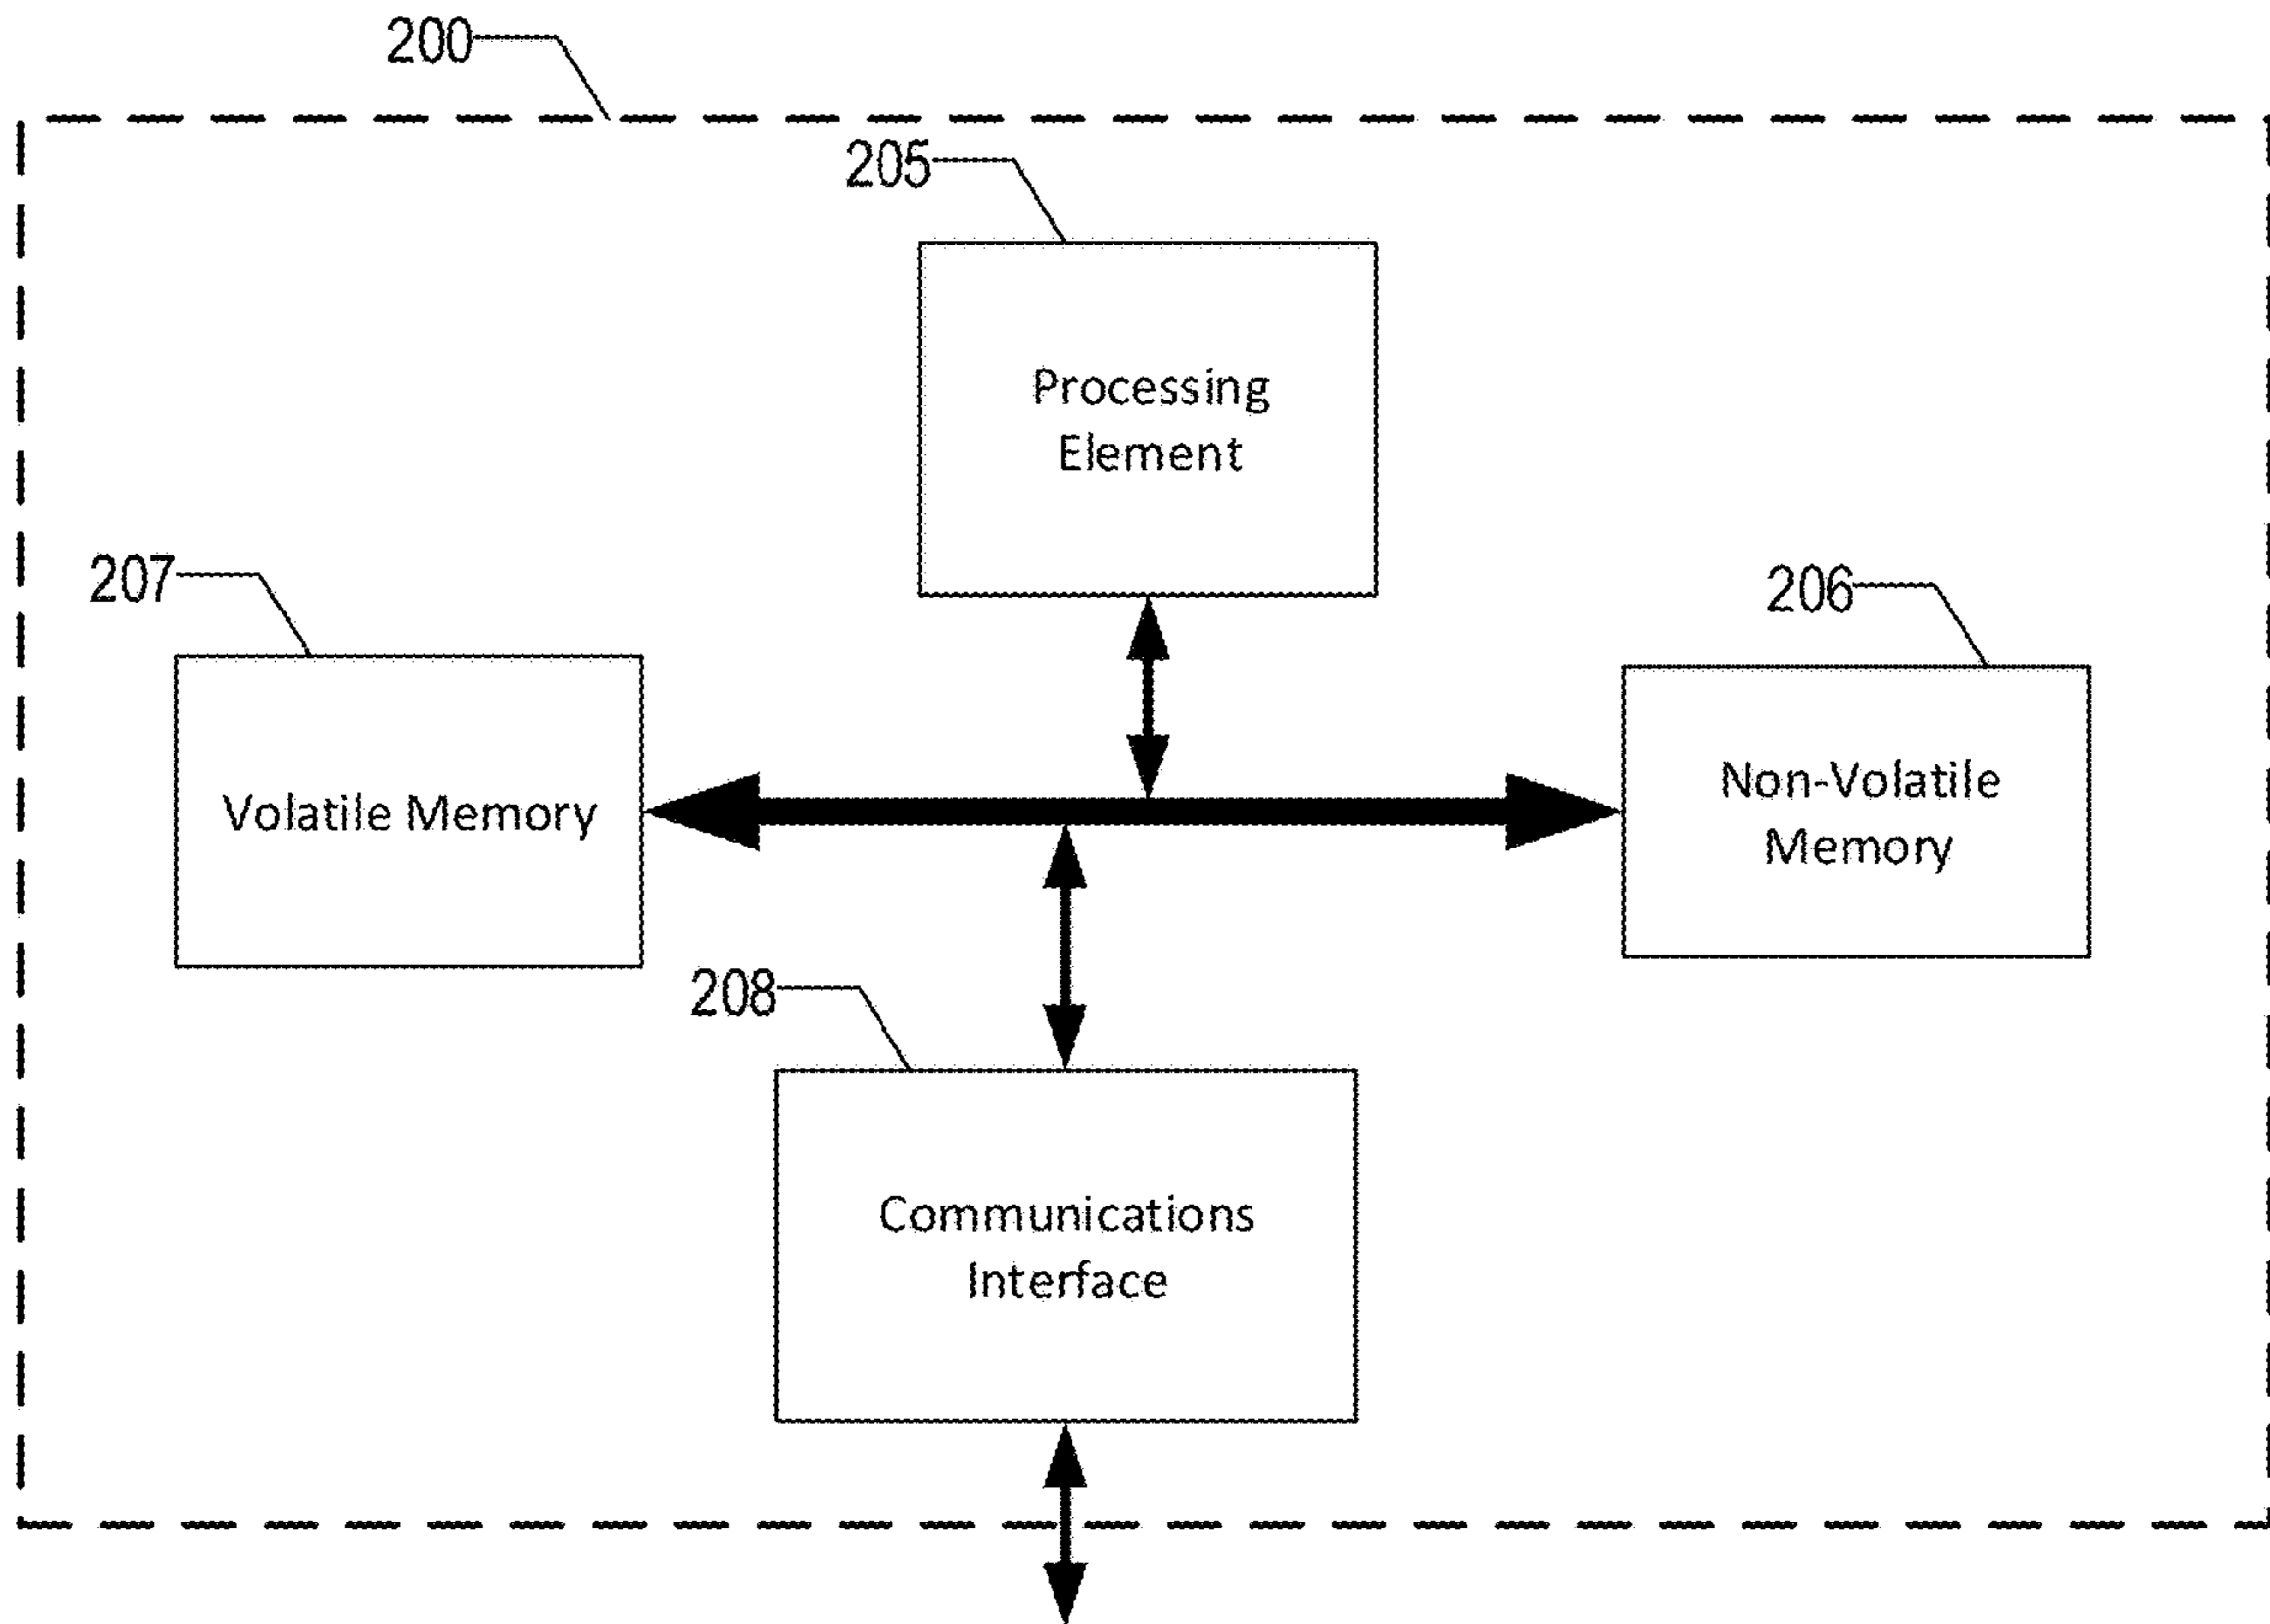 200
205
Processing
Element
207
206
Volatile Memory
Non-Volatile
Memory
208
Communications
Interface